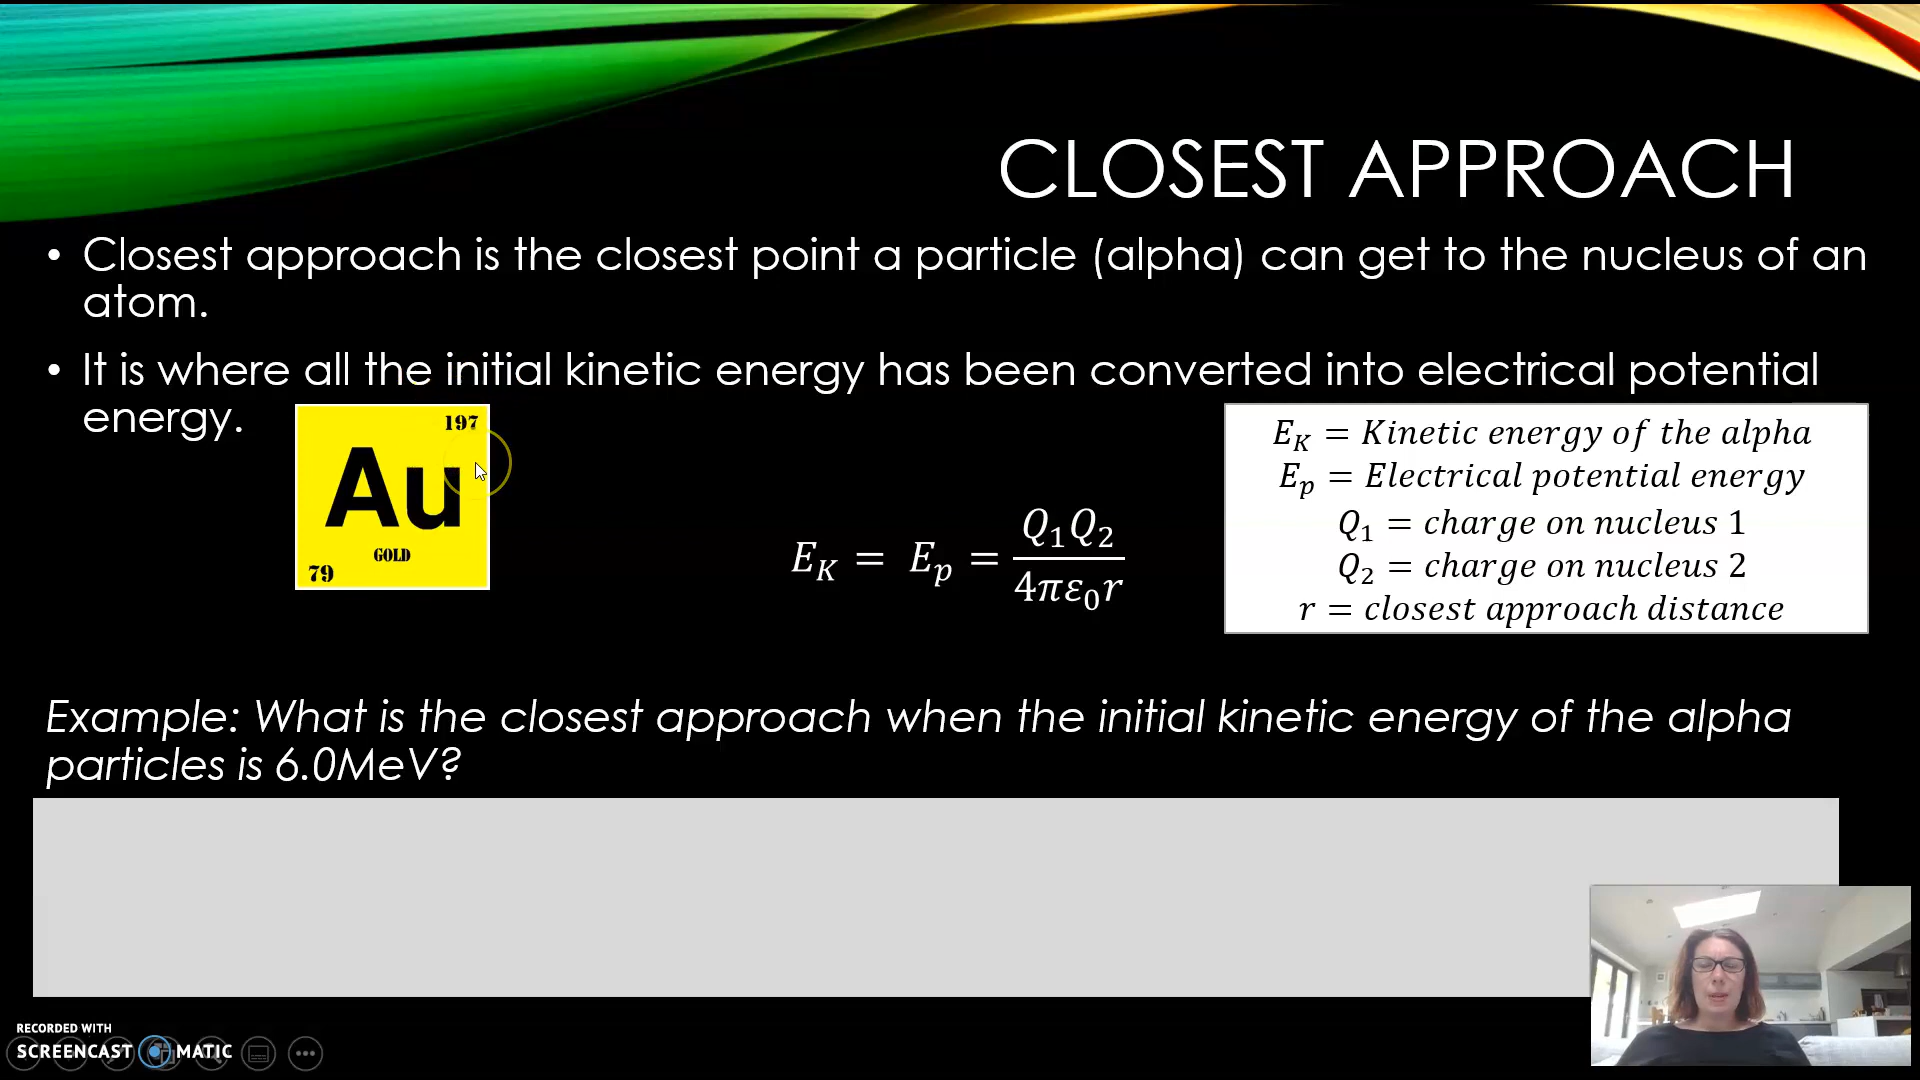 CLOSEST APPROACH
• Closest approach is the closest point a particle (alpha) can get to the nucleus of an
atom.
• It is where all the initial kinetic energy has been converted into electrical potential
energy.
197
Au
GOLD
79
E_K = E_p = Q_1Q_2 / 4πε_0r
E_K = Kinetic energy of the alpha
E_p = Electrical potential energy
Q_1 = charge on nucleus 1
Q_2 = charge on nucleus 2
r = closest approach distance
Example: What is the closest approach when the initial kinetic energy of the alpha
particles is 6.0MeV?
RECORDED WITH
SCREENCAST MATIC